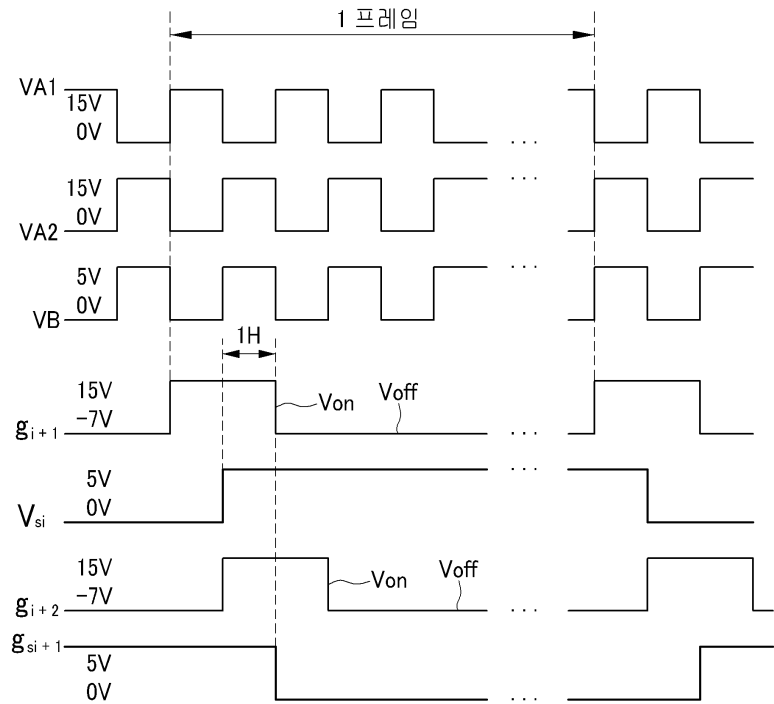 1 프레임
VA1
15V
0V
...
15V
0V
VA2
...
5V
0V
VB
...
1H
15V
-7V
gi+1
Von
Voff
...
5V
0V
Vsi
...
15V
-7V
gi+2
Von
Voff
...
gsi+1
5V
0V
...